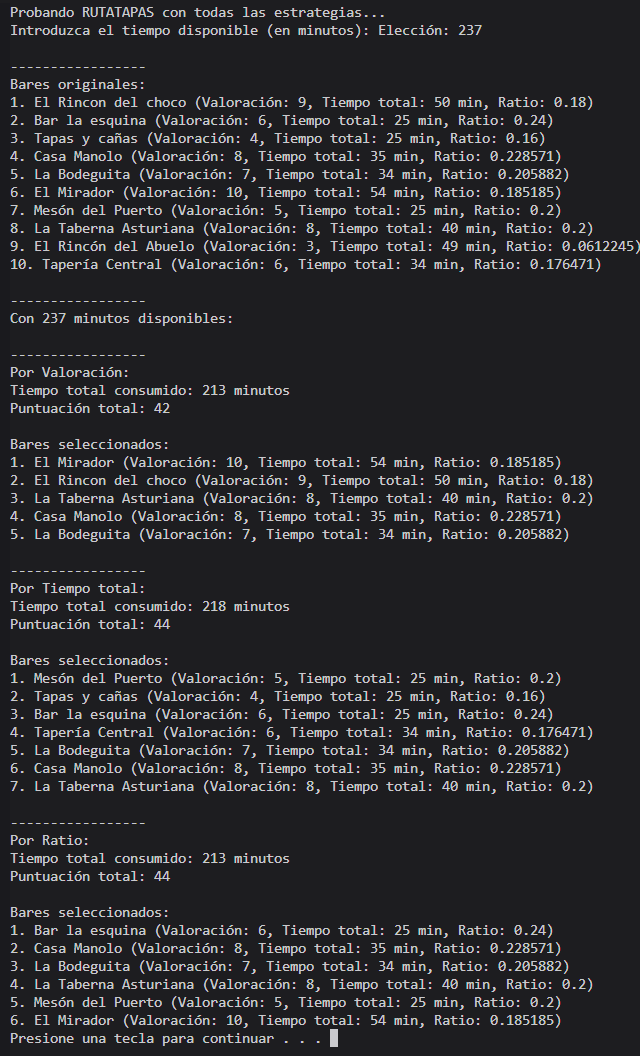 Probando RUTATAPAS con todas las estrategias...
Introduzca el tiempo disponible (en minutos): Elección: 237
-----------------
Bares originales:
1. El Rincon del choco (Valoración: 9, Tiempo total: 50 min, Ratio: 0.18)
2. Bar la esquina (Valoración: 6, Tiempo total: 25 min, Ratio: 0.24)
3. Tapas y cañas (Valoración: 4, Tiempo total: 25 min, Ratio: 0.16)
4. Casa Manolo (Valoración: 8, Tiempo total: 35 min, Ratio: 0.228571)
5. La Bodeguita (Valoración: 7, Tiempo total: 34 min, Ratio: 0.205882)
6. El Mirador (Valoración: 10, Tiempo total: 54 min, Ratio: 0.185185)
7. Mesón del Puerto (Valoración: 5, Tiempo total: 25 min, Ratio: 0.2)
8. La Taberna Asturiana (Valoración: 8, Tiempo total: 40 min, Ratio: 0.2)
9. El Rincón del Abuelo (Valoración: 3, Tiempo total: 49 min, Ratio: 0.0612245)
10. Tapería Central (Valoración: 6, Tiempo total: 34 min, Ratio: 0.176471)
-----------------
Con 237 minutos disponibles:
-----------------
Por Valoración:
Tiempo total consumido: 213 minutos
Puntuación total: 42
Bares seleccionados:
1. El Mirador (Valoración: 10, Tiempo total: 54 min, Ratio: 0.185185)
2. El Rincon del choco (Valoración: 9, Tiempo total: 50 min, Ratio: 0.18)
3. La Taberna Asturiana (Valoración: 8, Tiempo total: 40 min, Ratio: 0.2)
4. Casa Manolo (Valoración: 8, Tiempo total: 35 min, Ratio: 0.228571)
5. La Bodeguita (Valoración: 7, Tiempo total: 34 min, Ratio: 0.205882)
-----------------
Por Tiempo total:
Tiempo total consumido: 218 minutos
Puntuación total: 44
Bares seleccionados:
1. Mesón del Puerto (Valoración: 5, Tiempo total: 25 min, Ratio: 0.2)
2. Tapas y cañas (Valoración: 4, Tiempo total: 25 min, Ratio: 0.16)
3. Bar la esquina (Valoración: 6, Tiempo total: 25 min, Ratio: 0.24)
4. Tapería Central (Valoración: 6, Tiempo total: 34 min, Ratio: 0.176471)
5. La Bodeguita (Valoración: 7, Tiempo total: 34 min, Ratio: 0.205882)
6. Casa Manolo (Valoración: 8, Tiempo total: 35 min, Ratio: 0.228571)
7. La Taberna Asturiana (Valoración: 8, Tiempo total: 40 min, Ratio: 0.2)
-----------------
Por Ratio:
Tiempo total consumido: 213 minutos
Puntuación total: 44
Bares seleccionados:
1. Bar la esquina (Valoración: 6, Tiempo total: 25 min, Ratio: 0.24)
2. Casa Manolo (Valoración: 8, Tiempo total: 35 min, Ratio: 0.228571)
3. La Bodeguita (Valoración: 7, Tiempo total: 34 min, Ratio: 0.205882)
4. La Taberna Asturiana (Valoración: 8, Tiempo total: 40 min, Ratio: 0.2)
5. Mesón del Puerto (Valoración: 5, Tiempo total: 25 min, Ratio: 0.2)
6. El Mirador (Valoración: 10, Tiempo total: 54 min, Ratio: 0.185185)
Presione una tecla para continuar . . .